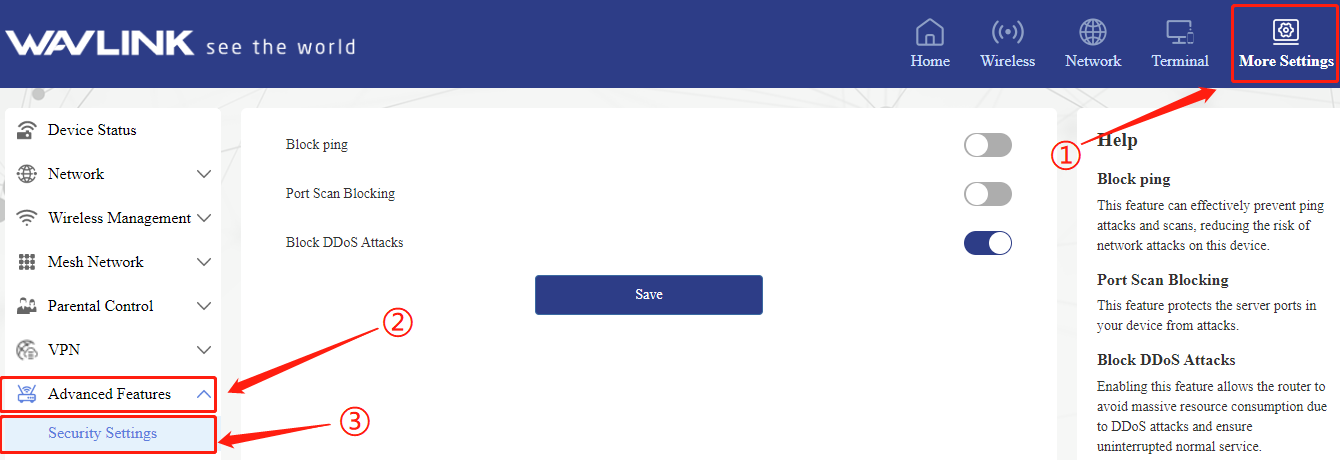 WAVLINK see the world
Home
Wireless
Network
Terminal
More Settings
①
Device Status
Network
Wireless Management
Mesh Network
Parental Control
VPN
Advanced Features
②
Security Settings
③
Block ping
Port Scan Blocking
Block DDoS Attacks
Save
Help
Block ping
This feature can effectively prevent ping
attacks and scans, reducing the risk of
network attacks on this device.
Port Scan Blocking
This feature protects the server ports in
your device from attacks.
Block DDoS Attacks
Enabling this feature allows the router to
avoid massive resource consumption due
to DDoS attacks and ensure
uninterrupted normal service.